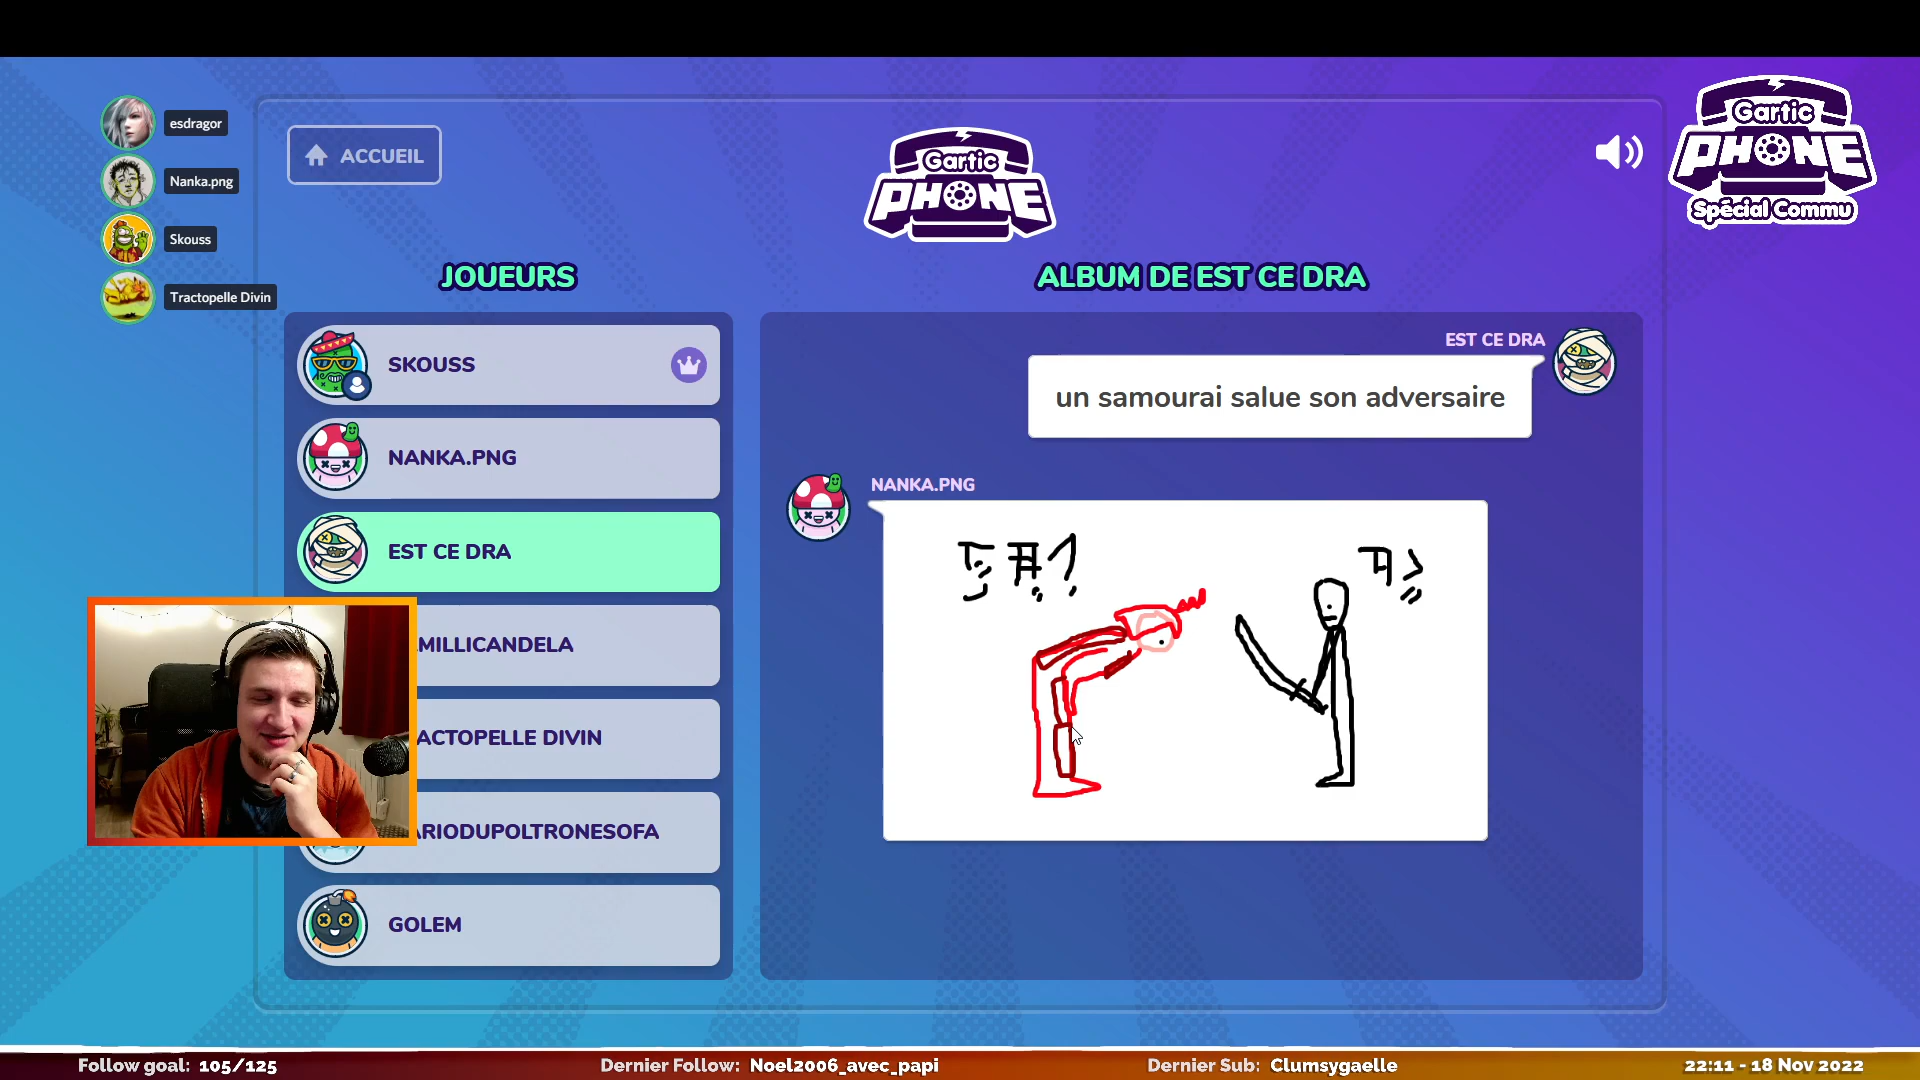 esdragor
Nanka.png
Skouss
Tractopelle Divin
ACCUEIL
Gartic
PHONE
Gartic
PHONE
Spécial Commu
JOUEURS
SKOUSS
NANKA.PNG
EST CE DRA
MILLICANDELA
ACTOPELLE DIVIN
ARIODUPOLTRONESOFA
GOLEM
ALBUM DE EST CE DRA
EST CE DRA
un samourai salue son adversaire
NANKA.PNG
Follow goal: 105/125
Dernier Follow: Noel2006_avec_papi
Dernier Sub: Clumsygaelle
22:11 - 18 Nov 2022